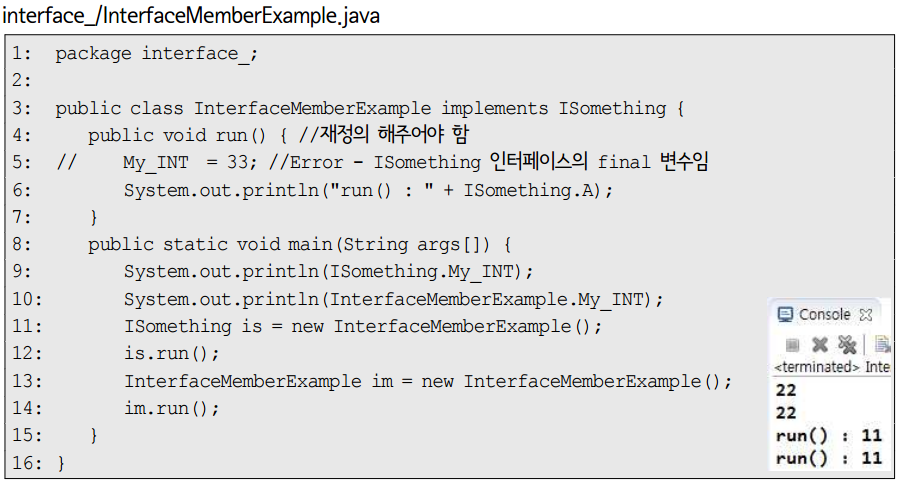 interface_/InterfaceMemberExample.java
1: package interface_;
2:
3: public class InterfaceMemberExample implements ISomething {
4: public void run() { //재정의 해주어야 함
5: // My_INT = 33; //Error - ISomething 인터페이스의 final 변수임
6: System.out.println("run() : " + ISomething.A);
7: }
8: public static void main(String args[]) {
9: System.out.println(ISomething.My_INT);
10: System.out.println(InterfaceMemberExample.My_INT);
11: ISomething is = new InterfaceMemberExample();
12: is.run();
13: InterfaceMemberExample im = new InterfaceMemberExample();
14: im.run();
15: }
16: }
Console
<terminated> Inte
22
22
run() : 11
run() : 11